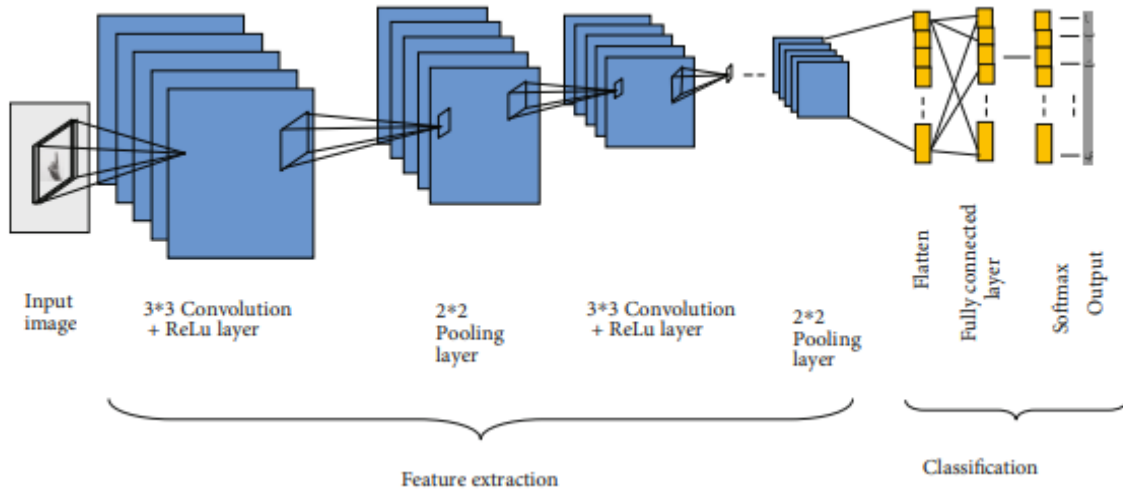 Input
image
3*3 Convolution
+ ReLu layer
2*2
Pooling
layer
3*3 Convolution
+ ReLu layer
2*2
Pooling
layer
Flatten
Fully connected
layer
Softmax
Output
Feature extraction
Classification